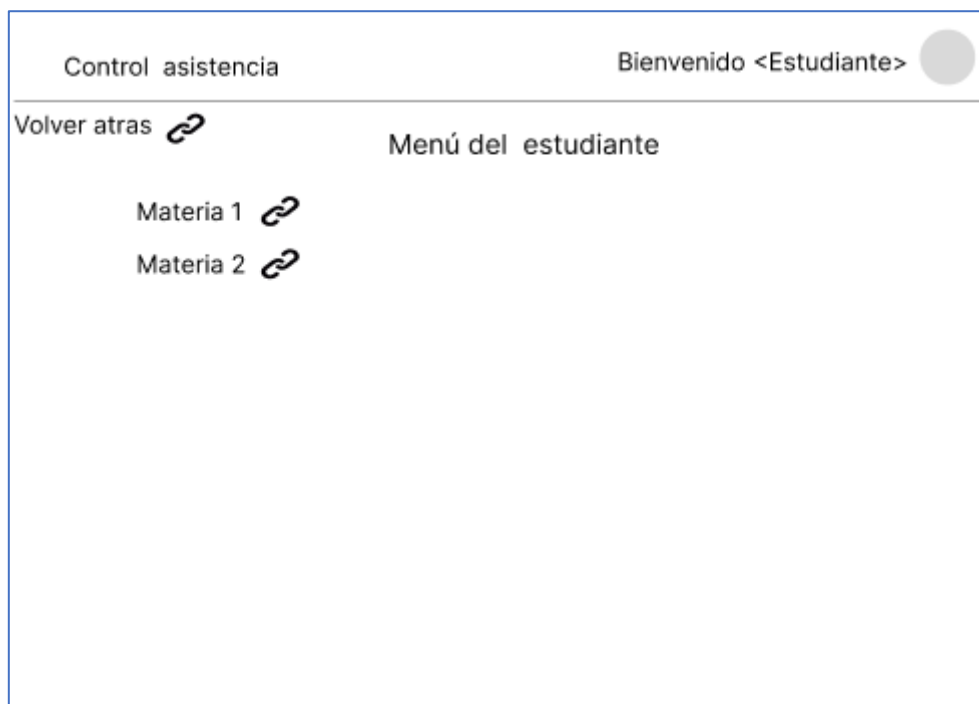 Control asistencia
Bienvenido <Estudiante>
Volver atras
Menú del estudiante
Materia 1
Materia 2